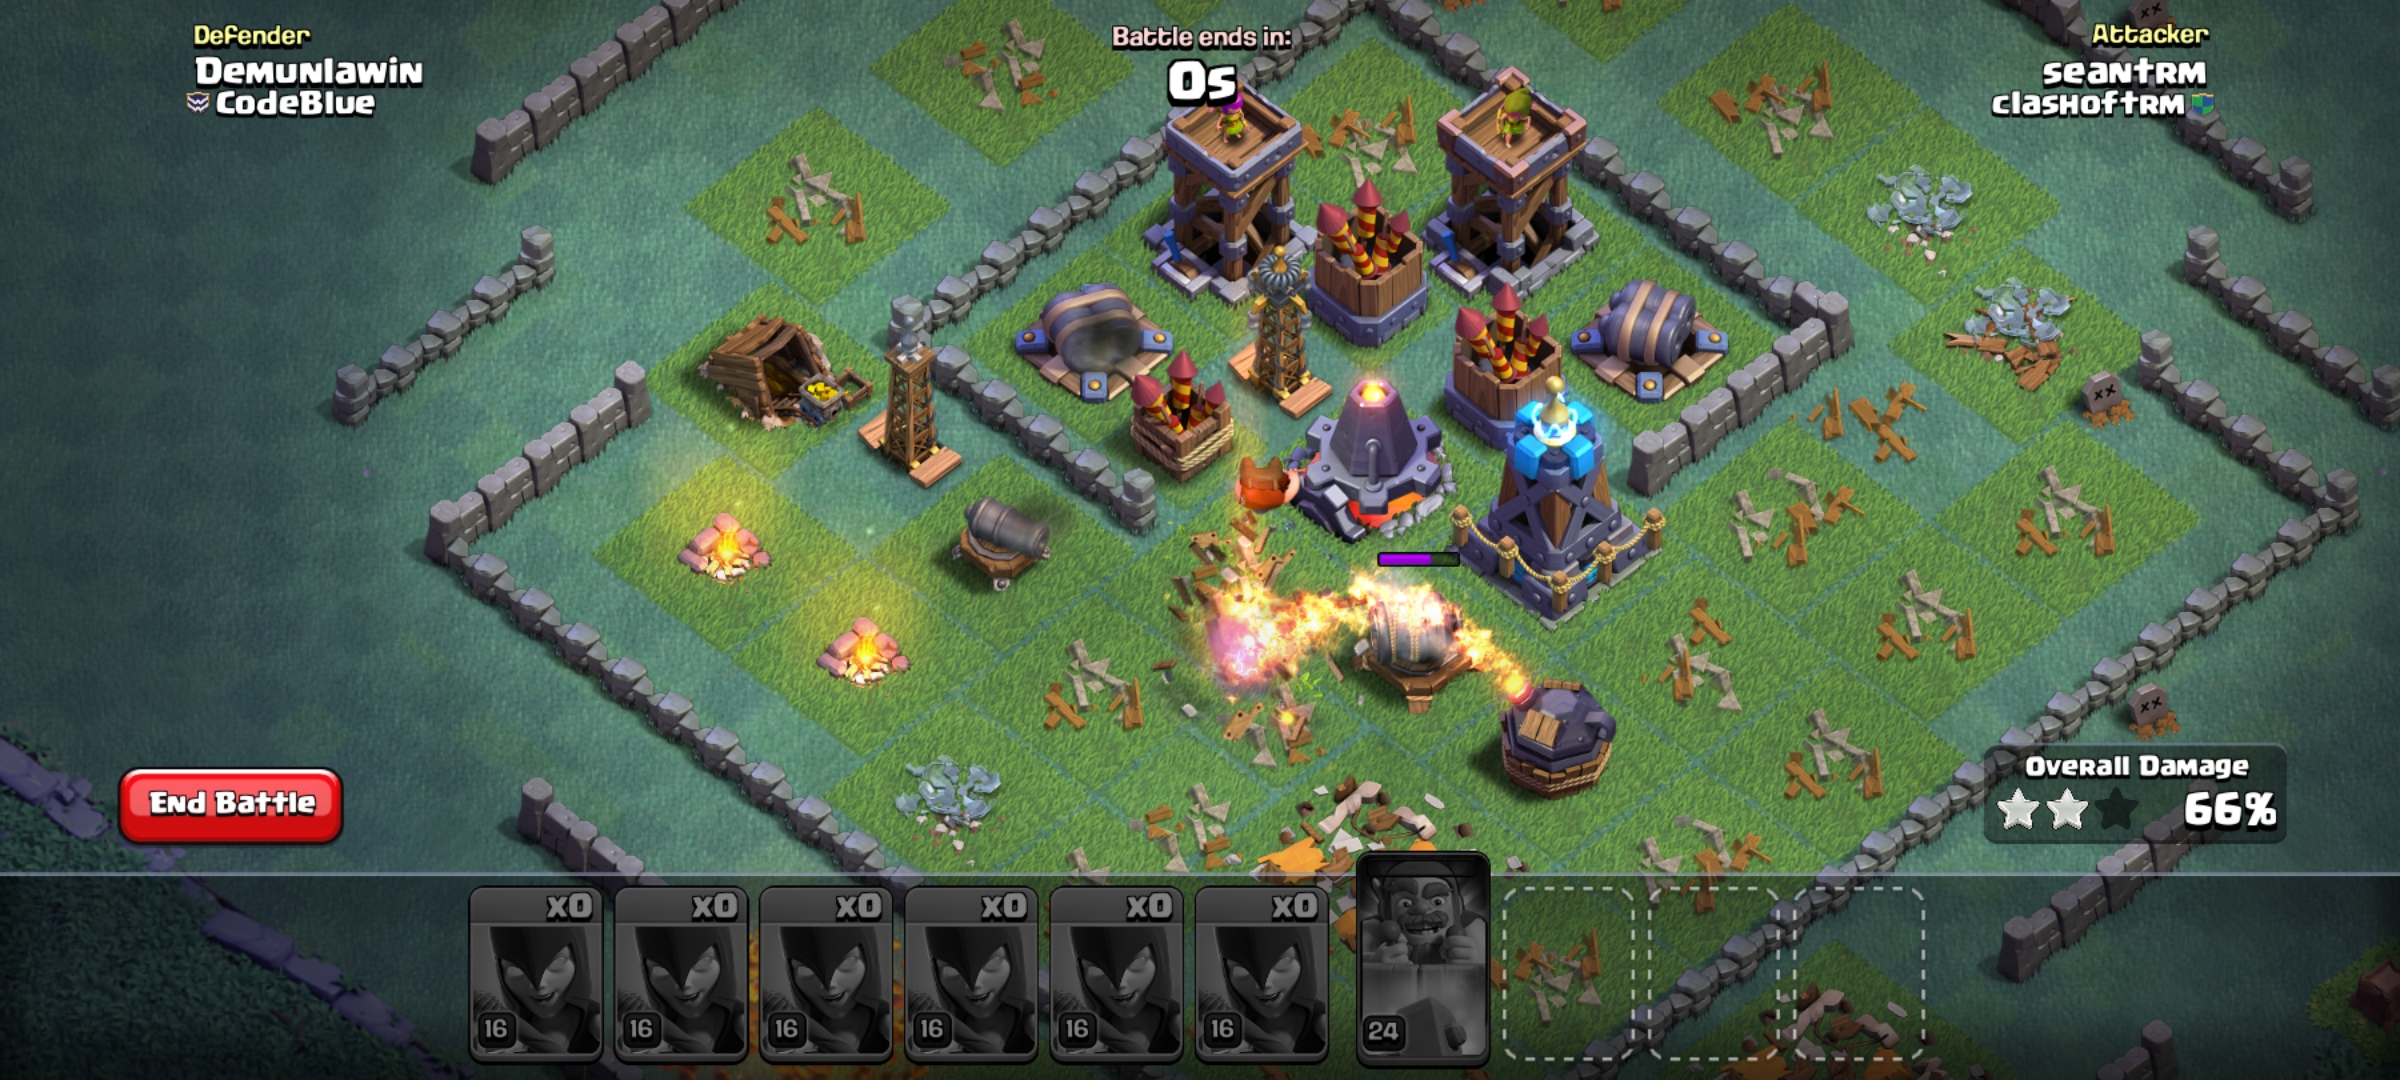 Defender
Demunlawin
CodeBlue
Battle ends in:
0s
Attacker
seantRM
clashoftRM
End Battle
Overall Damage
66%
x0
x0
x0
x0
x0
x0
16
16
16
16
16
16
24